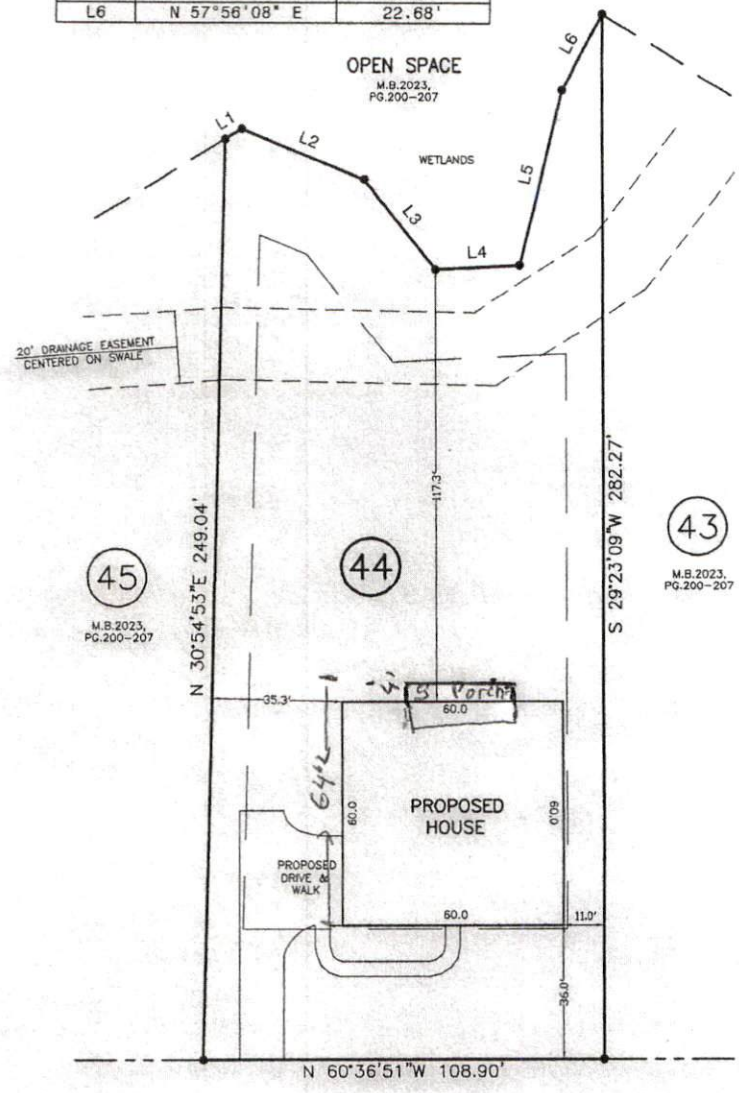 L6 N 57°56'08" E 22.68'
OPEN SPACE
M.B.2023,
PG.200-207
L6
L1
L2
WETLANDS
L5
L3
L4
20' DRAINAGE EASEMENT
CENTERED ON SWALE
117.3'
N 30°54'53"E 249.04'
S 29°23'09"W 282.27'
45
M.B.2023,
PG.200-207
44
43
M.B.2023,
PG.200-207
4'
S Porch
35.3'
60.0
64'2
60.0
PROPOSED
HOUSE
60.0
PROPOSED
DRIVE &
WALK
60.0
11.0'
36.0'
N 60°36'51"W 108.90'